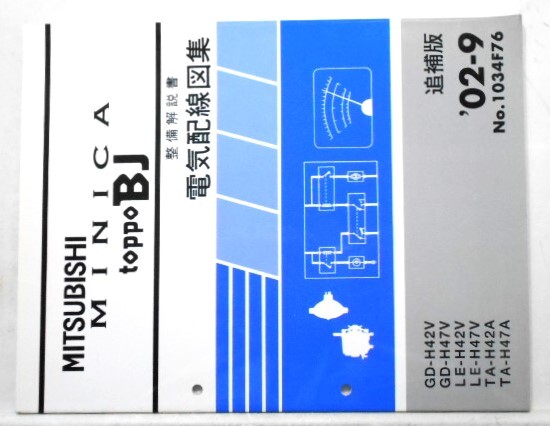 MITSUBISHI
MINICA
toppo BJ
整備解説書
電気配線図集
追補版
'02-9
No.1034F76
GD-H42V
GD-H47V
LE-H42V
LE-H47V
TA-H42A
TA-H47A